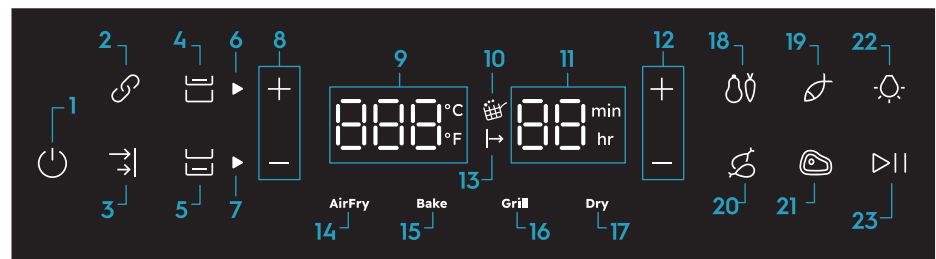 2 4 6 8 9 10 11 12 18 19 22
1
888 °C °F
88 min hr
+ − + −
3 5 7 13 20 21 23
AirFry Bake Grill Dry
14 15 16 17